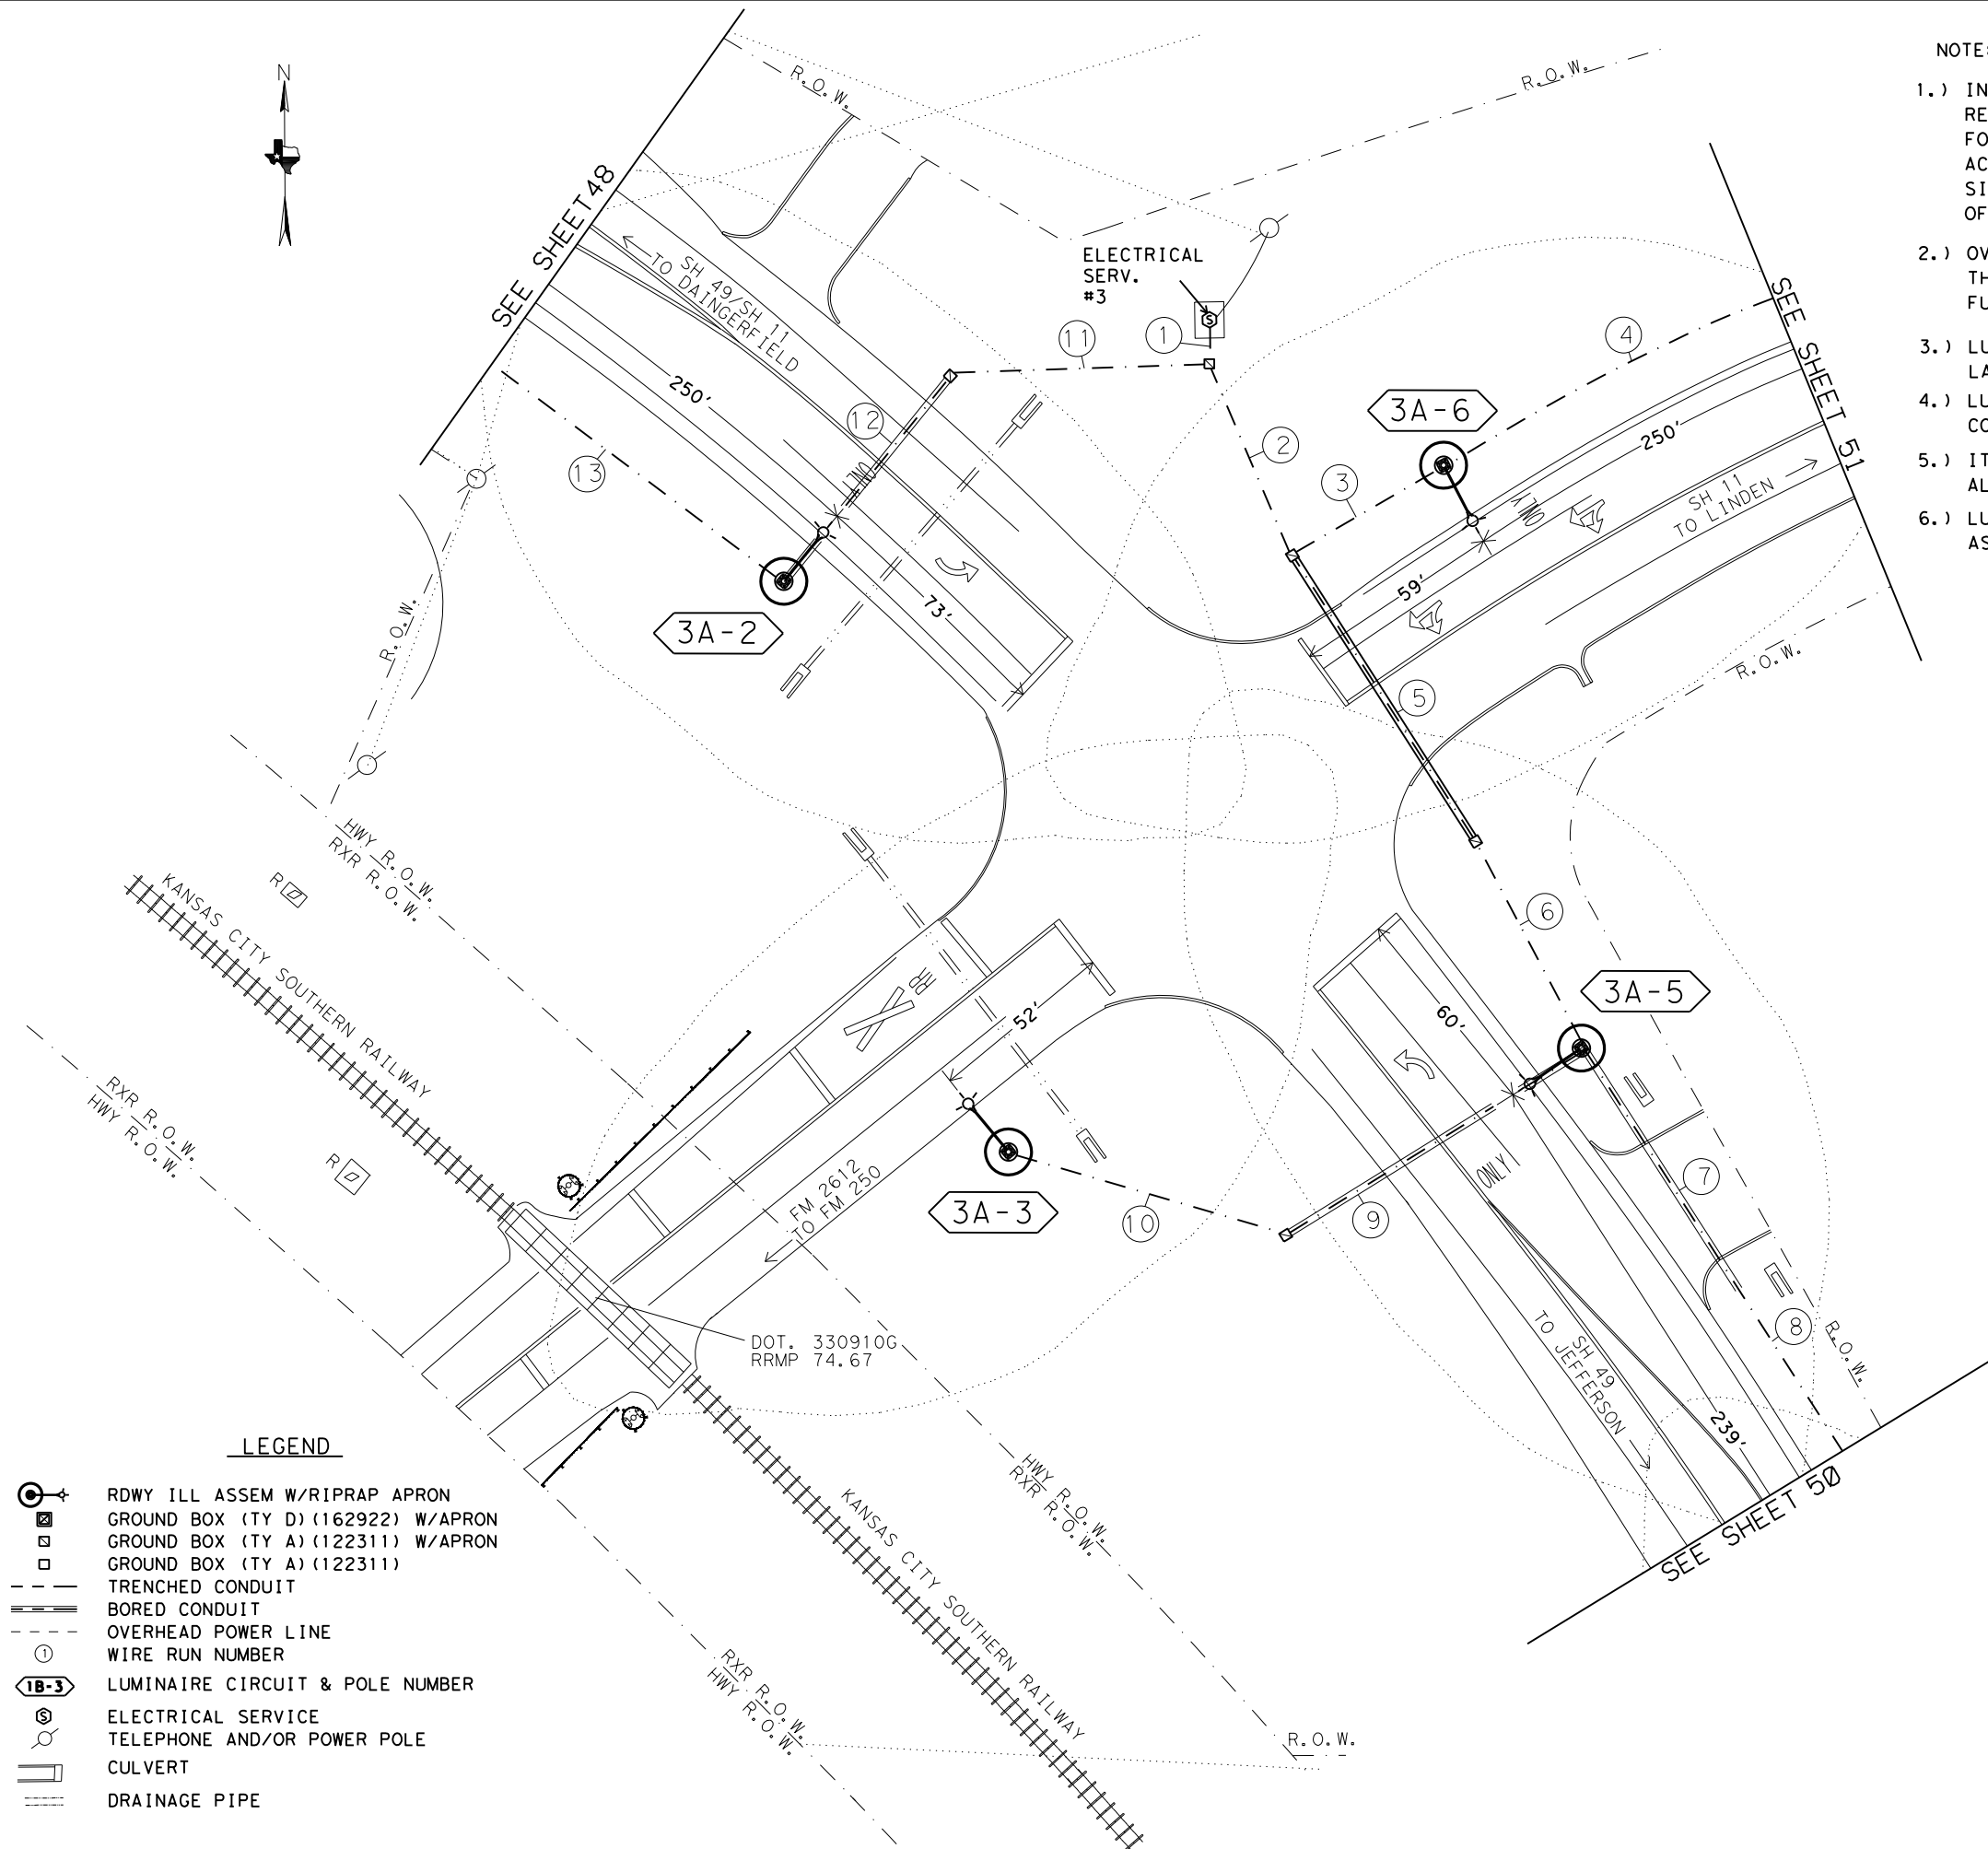 N
R.O.W.
R.O.W.
SEE SHEET 48
SH 49/SH 11
TO DAINGERFIELD
250'
ELECTRICAL
SERV.
#3
S
11
1
12
13
ONLY
2
3
4
3A-6
250'
ONLY
SH 11
TO LINDEN
SEE SHEET 51
SEE SHEET 51
59'
73'
3A-2
R.O.W.
5
R.O.W.
HWY R.O.W.
RXR R.O.W.
R
KANSAS CITY SOUTHERN RAILWAY
6
3A-5
RR
52'
60'
RXR R.O.W.
HWY R.O.W.
R
ONLY
7
FM 2612
TO FM 250
3A-3
10
9
8
DOT. 330910G
RRMP 74.67
SH 49
TO JEFFERSON
R.O.W.
239'
SEE SHEET 50
HWY R.O.W.
RXR R.O.W.
KANSAS CITY SOUTHERN RAILWAY
RXR R.O.W.
HWY R.O.W.
R.O.W.
NOTE
1.) IN
RE
FO
AC
SI
OF
2.) OV
TH
FU
3.) LU
LA
4.) LU
CO
5.) IT
AL
6.) LU
AS
LEGEND
RDWY ILL ASSEM W/RIPRAP APRON
GROUND BOX (TY D)(162922) W/APRON
GROUND BOX (TY A)(122311) W/APRON
GROUND BOX (TY A)(122311)
TRENCHED CONDUIT
BORED CONDUIT
OVERHEAD POWER LINE
1 WIRE RUN NUMBER
1B-3 LUMINAIRE CIRCUIT & POLE NUMBER
S ELECTRICAL SERVICE
TELEPHONE AND/OR POWER POLE
CULVERT
DRAINAGE PIPE